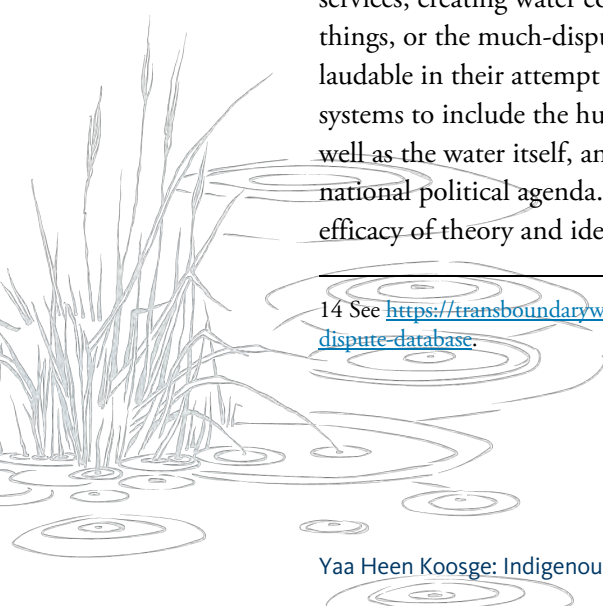 services, creating water co
things, or the much-dispu
laudable in their attempt
systems to include the hu
well as the water itself, an
national political agenda.
efficacy of theory and ide
14 See https://transboundaryw
dispute-database.
Yaa Heen Koosge: Indigenou